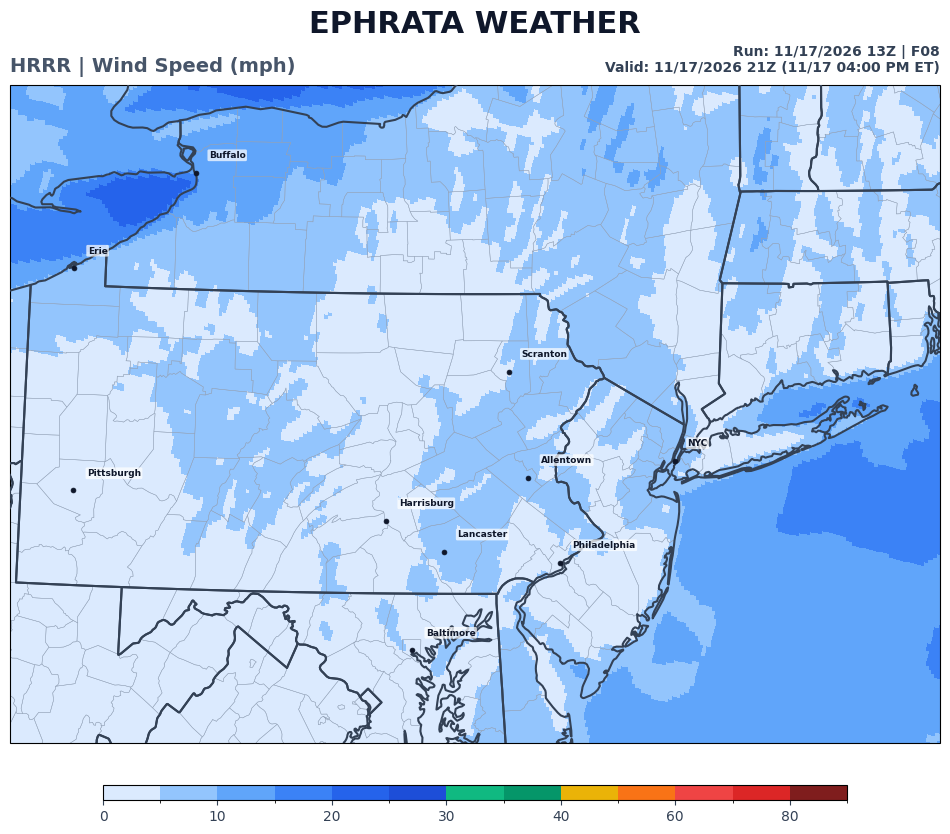 EPHRATA WEATHER
HRRR | Wind Speed (mph)
Run: 11/17/2026 13Z | F08
Valid: 11/17/2026 21Z (11/17 04:00 PM ET)
Buffalo
Erie
Scranton
NYC
Allentown
Pittsburgh
Harrisburg
Lancaster
Philadelphia
Baltimore
0 10 20 30 40 50 60 70 80